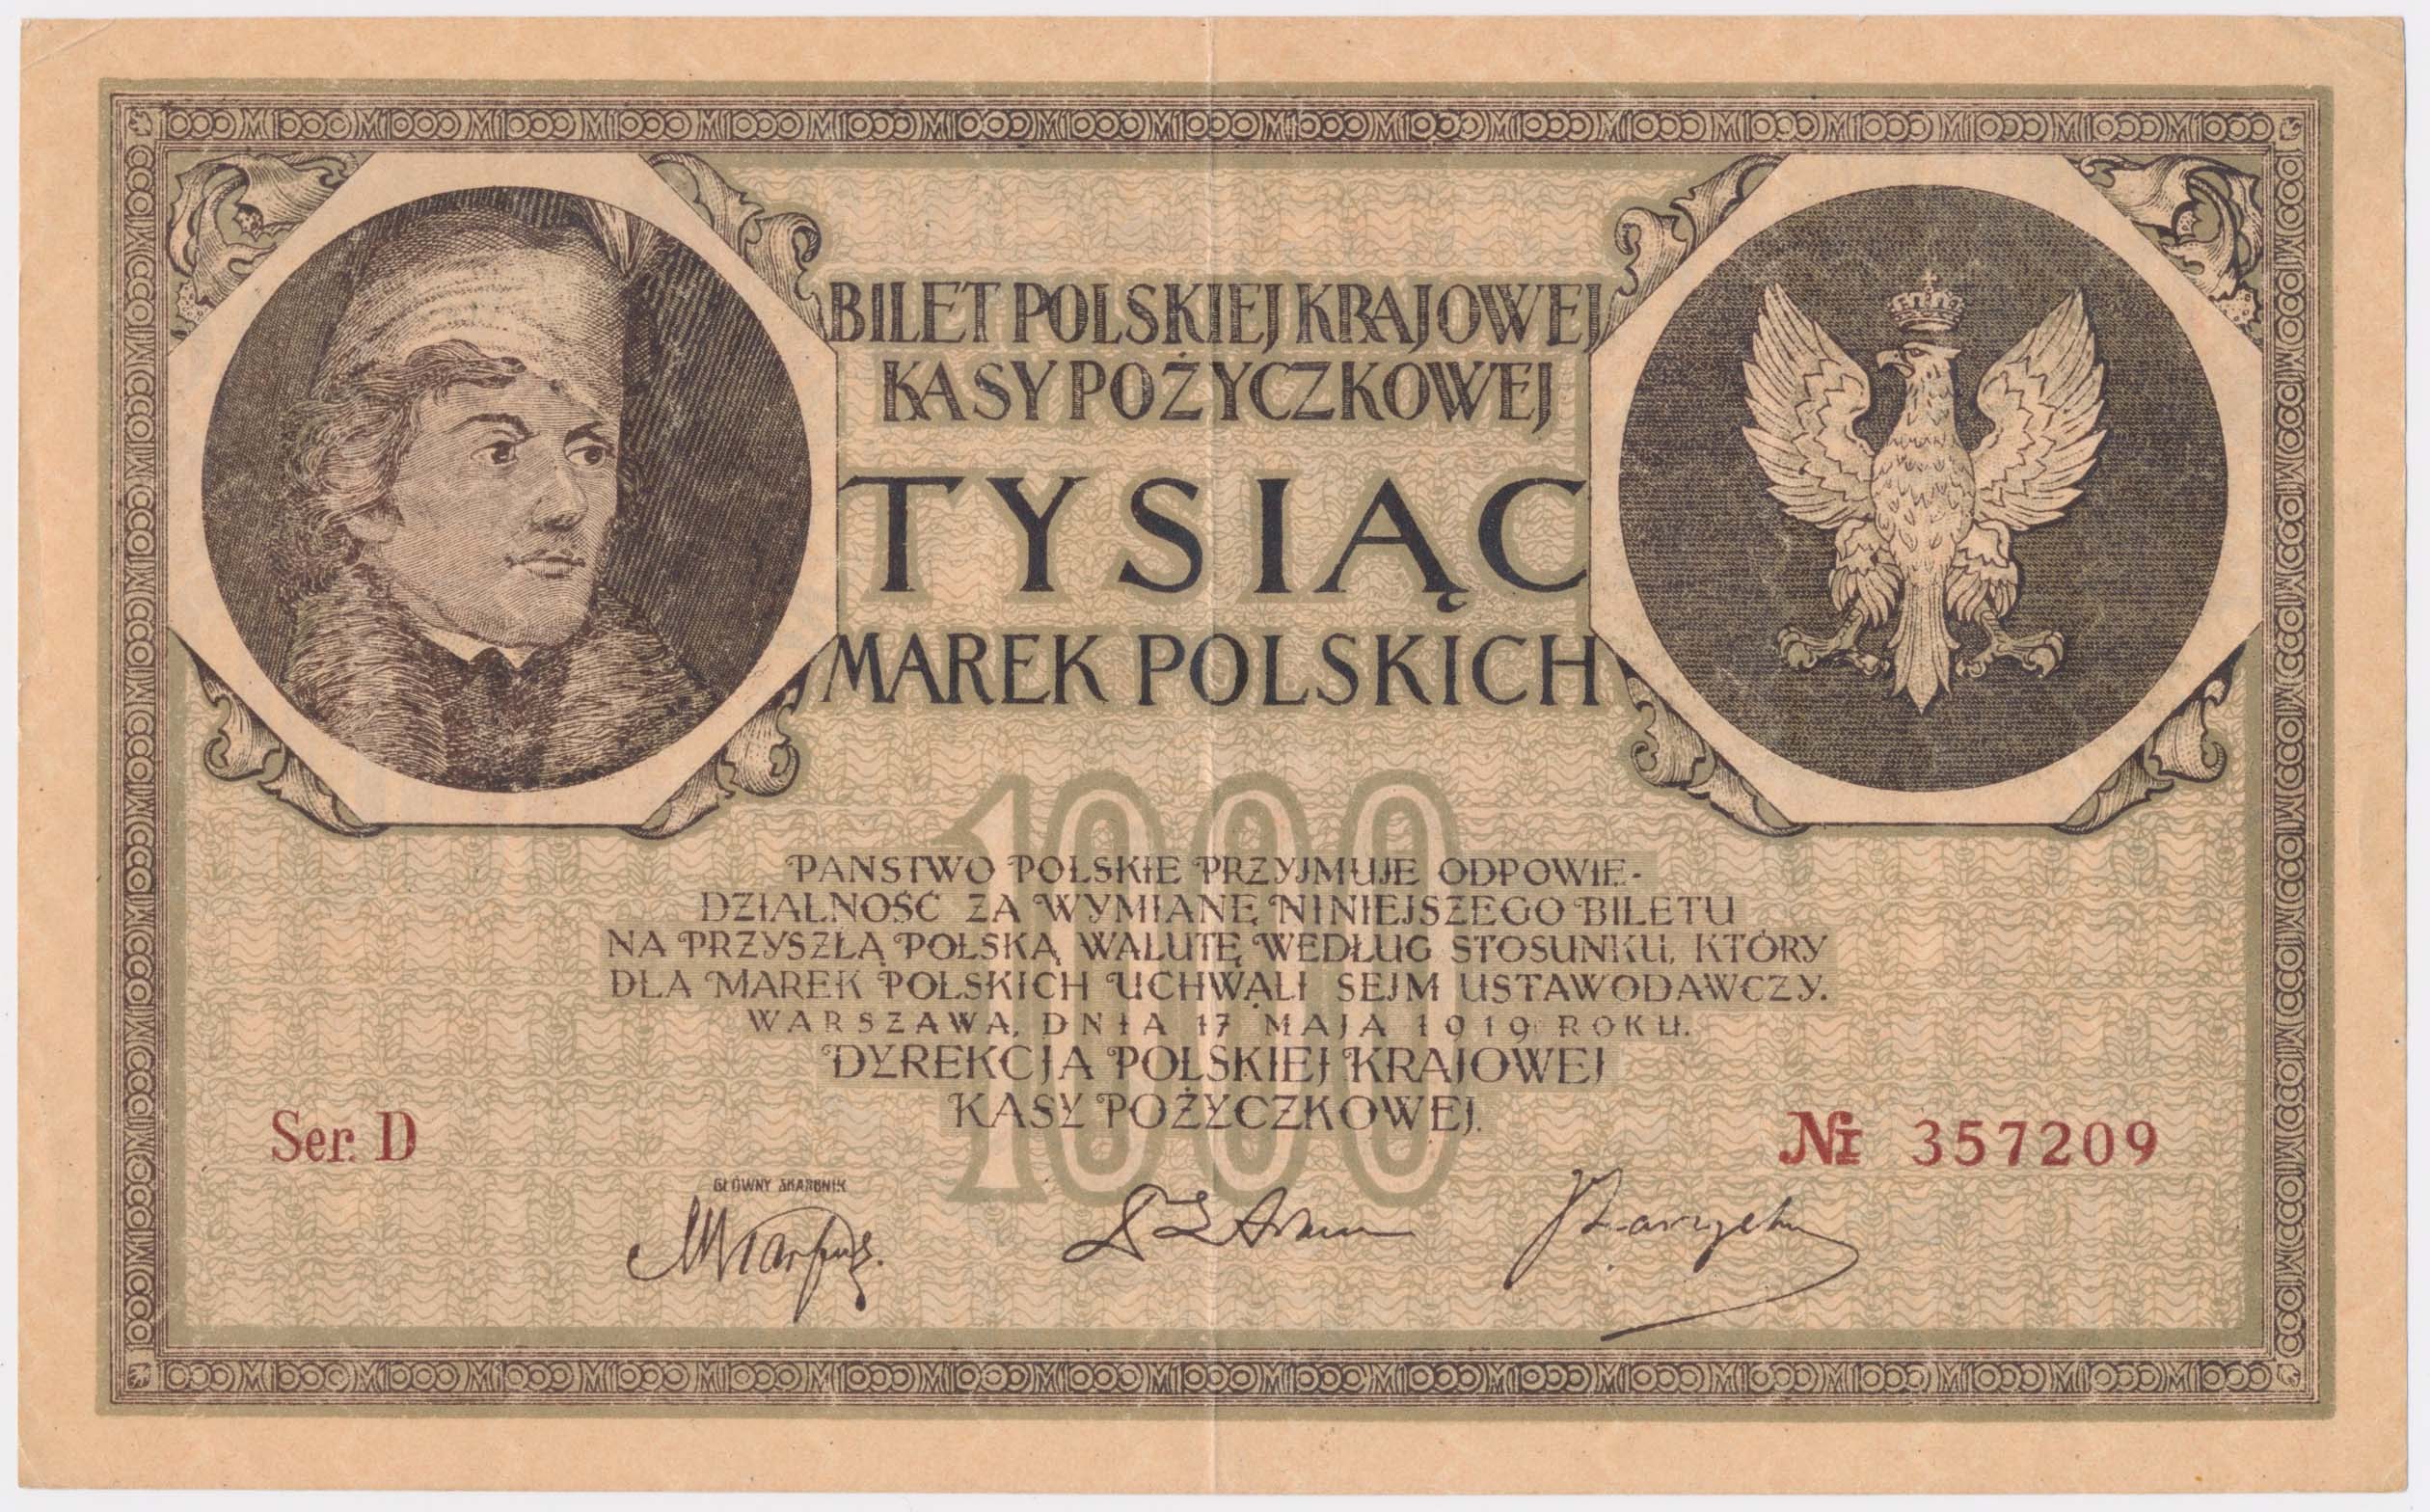 BILET POLSKIEJ KRAJOWEJ
KASY POŻYCZKOWEJ
TYSIĄC
MAREK POLSKICH
1000
PANSTWO POLSKIE PRZYJMUJE ODPOWIE-
DZIALNOŚĆ ZA WYMIANĘ NINIEJSZEGO BILETU
NA PRZYSZŁĄ POLSKĄ WALUTĘ WEDŁUG STOSUNKU, KTÓRY
DLA MAREK POLSKICH UCHWALI SEJM USTAWODAWCZY.
WARSZAWA, DNIA 17 MAJA 1919 ROKU.
DYREKCJA POLSKIEJ KRAJOWEJ
KASY POŻYCZKOWEJ.
Ser. D
Nr 357209
GŁÓWNY SKARBNIK